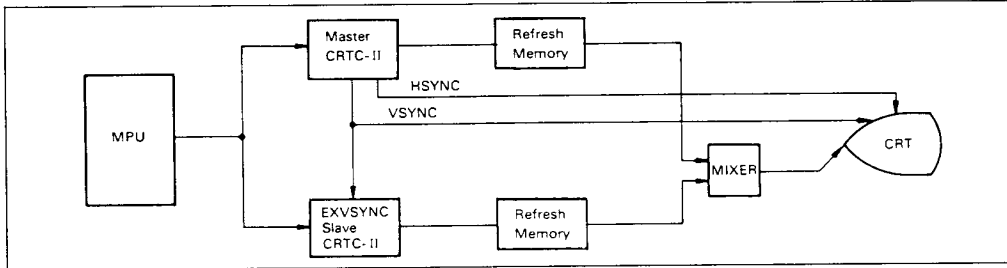 Master
CRTC-II
Refresh
Memory
HSYNC
VSYNC
MPU
CRT
MIXER
EXVSYNC
Slave
CRTC-II
Refresh
Memory